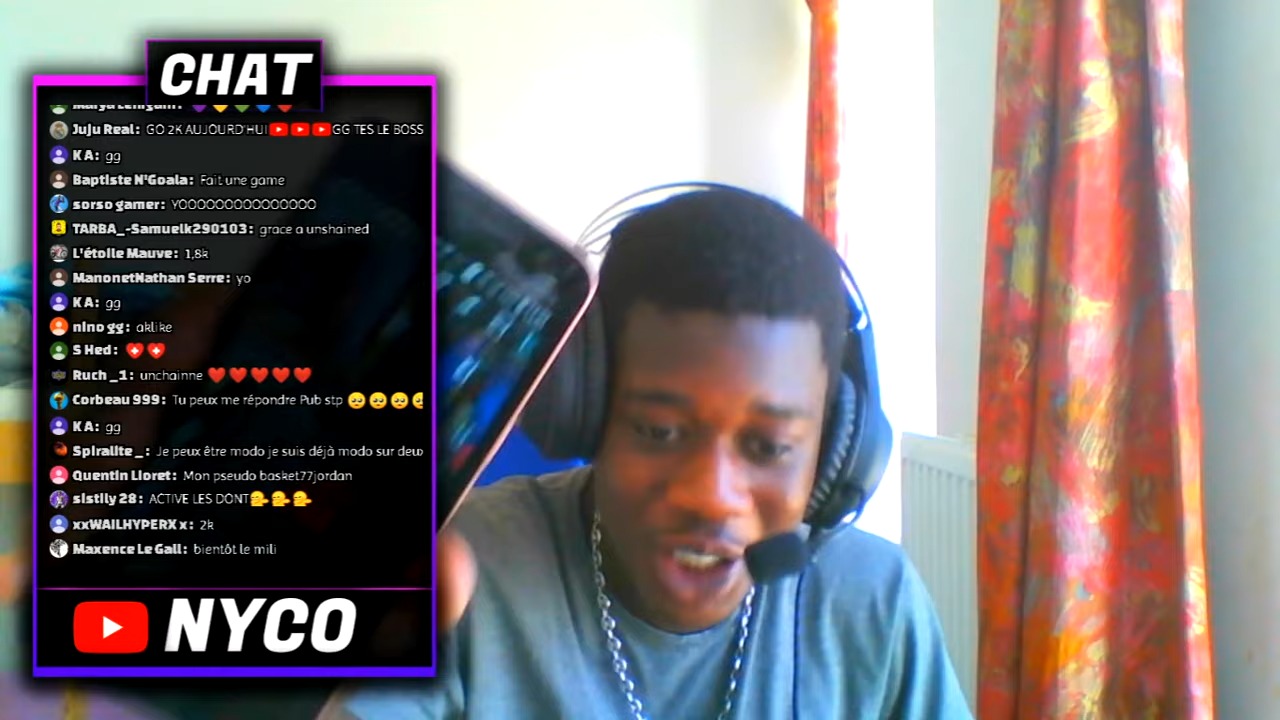 CHAT
Juju Real: GO 2K AUJOURD'HUI GG TES LE BOSS
K A: gg
Baptiste N'Goala: Fait une game
sorso gamer: YOOOOOOOOOOOOOOO
TARBA_-Samuelk290103: grace a unshained
L'étoile Mauve: 1,8k
ManonetNathan Serre: yo
K A: gg
nino gg: aklike
S Hed: ❤️❤️
Ruch _1: unchainne ❤️❤️❤️❤️❤️
Corbeau 999: Tu peux me répondre Pub stp 🥺🥺🥺🥺
K A: gg
Spiralite _: Je peux être modo je suis déjà modo sur deux
Quentin Lloret: Mon pseudo basket77jordan
sistily 28: ACTIVE LES DONT
xxWAILHYPERX x: 2k
Maxence Le Gall: bientôt le mili
NYCO